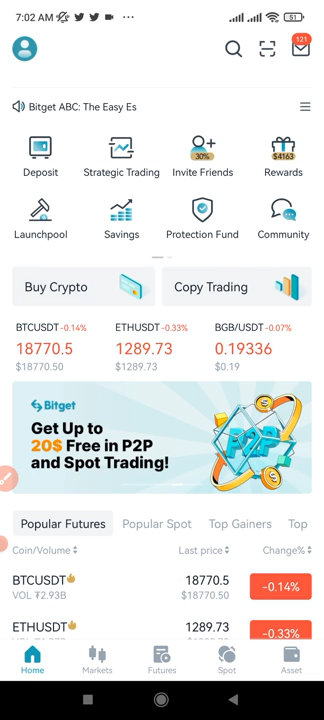 7:02 AM
51
121
Bitget ABC: The Easy Es
30%
$4163
Deposit
Strategic Trading
Invite Friends
Rewards
Launchpool
Savings
Protection Fund
Community
Buy Crypto
Copy Trading
BTCUSDT -0.14%
ETHUSDT -0.33%
BGB/USDT -0.07%
18770.5
1289.73
0.19336
$18770.50
$1289.73
$0.19
Bitget
Get Up to
20$ Free in P2P
and Spot Trading!
P2P
Popular Futures
Popular Spot
Top Gainers
Top
Coin/Volume
Last price
Change%
BTCUSDT
18770.5
-0.14%
VOL ₮2.93B
$18770.50
ETHUSDT
1289.73
-0.33%
Home
Markets
Futures
Spot
Asset